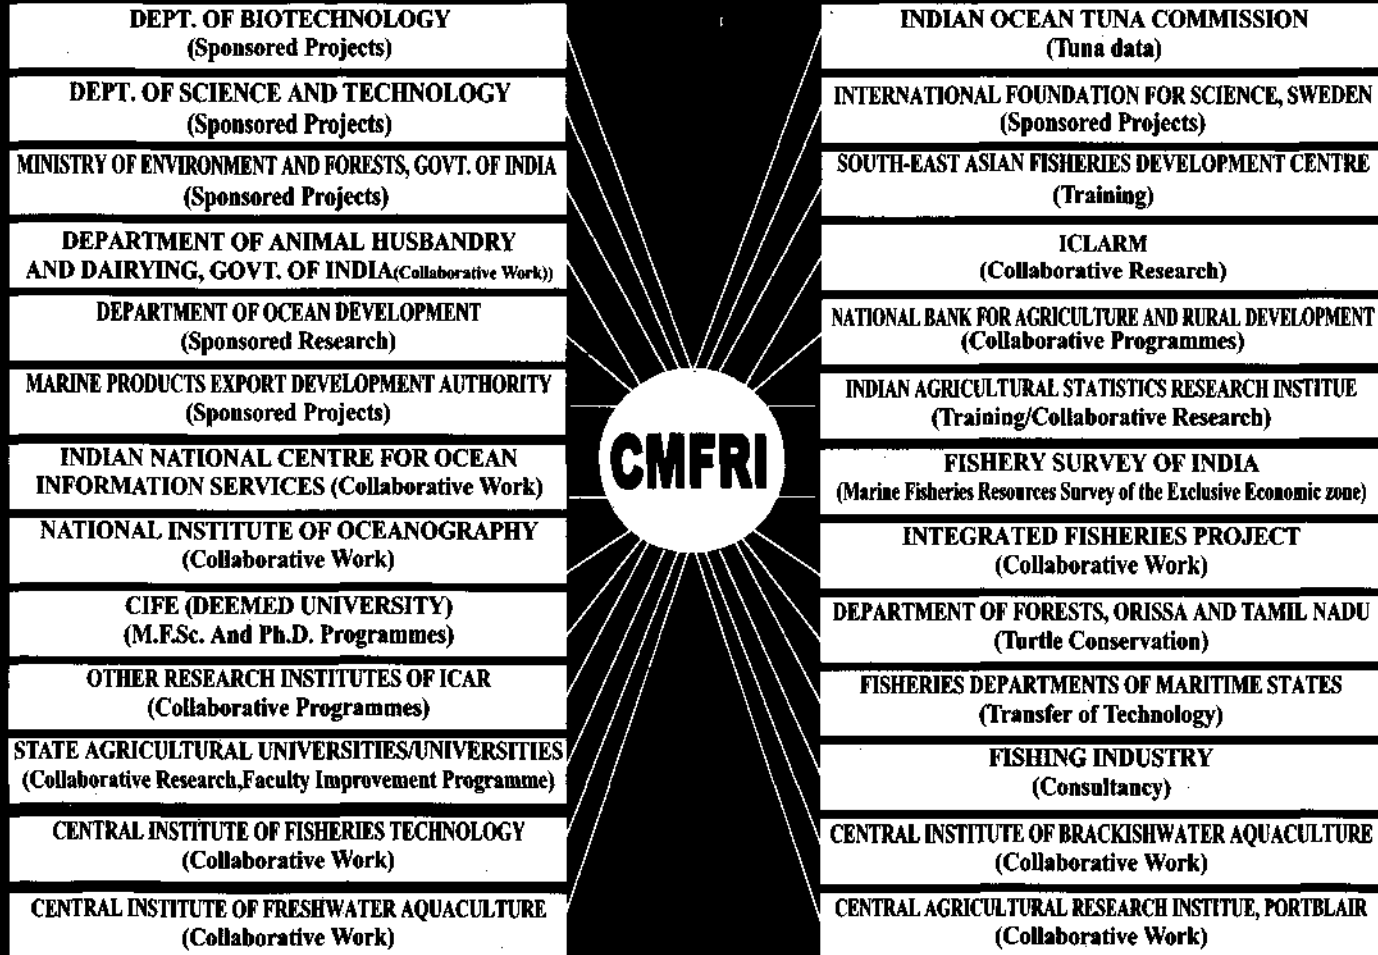 DEPT. OF BIOTECHNOLOGY
(Sponsored Projects)
DEPT. OF SCIENCE AND TECHNOLOGY
(Sponsored Projects)
MINISTRY OF ENVIRONMENT AND FORESTS, GOVT. OF INDIA
(Sponsored Projects)
DEPARTMENT OF ANIMAL HUSBANDRY
AND DAIRYING, GOVT. OF INDIA(Collaborative Work))
DEPARTMENT OF OCEAN DEVELOPMENT
(Sponsored Research)
MARINE PRODUCTS EXPORT DEVELOPMENT AUTHORITY
(Sponsored Projects)
INDIAN NATIONAL CENTRE FOR OCEAN
INFORMATION SERVICES (Collaborative Work)
NATIONAL INSTITUTE OF OCEANOGRAPHY
(Collaborative Work)
CIFE (DEEMED UNIVERSITY)
(M.F.Sc. And Ph.D. Programmes)
OTHER RESEARCH INSTITUTES OF ICAR
(Collaborative Programmes)
STATE AGRICULTURAL UNIVERSITIES/UNIVERSITIES
(Collaborative Research,Faculty Improvement Programme)
CENTRAL INSTITUTE OF FISHERIES TECHNOLOGY
(Collaborative Work)
CENTRAL INSTITUTE OF FRESHWATER AQUACULTURE
(Collaborative Work)
CMFRI
INDIAN OCEAN TUNA COMMISSION
(Tuna data)
INTERNATIONAL FOUNDATION FOR SCIENCE, SWEDEN
(Sponsored Projects)
SOUTH-EAST ASIAN FISHERIES DEVELOPMENT CENTRE
(Training)
ICLARM
(Collaborative Research)
NATIONAL BANK FOR AGRICULTURE AND RURAL DEVELOPMENT
(Collaborative Programmes)
INDIAN AGRICULTURAL STATISTICS RESEARCH INSTITUE
(Training/Collaborative Research)
FISHERY SURVEY OF INDIA
(Marine Fisheries Resources Survey of the Exclusive Economic zone)
INTEGRATED FISHERIES PROJECT
(Collaborative Work)
DEPARTMENT OF FORESTS, ORISSA AND TAMIL NADU
(Turtle Conservation)
FISHERIES DEPARTMENTS OF MARITIME STATES
(Transfer of Technology)
FISHING INDUSTRY
(Consultancy)
CENTRAL INSTITUTE OF BRACKISHWATER AQUACULTURE
(Collaborative Work)
CENTRAL AGRICULTURAL RESEARCH INSTITUE, PORTBLAIR
(Collaborative Work)